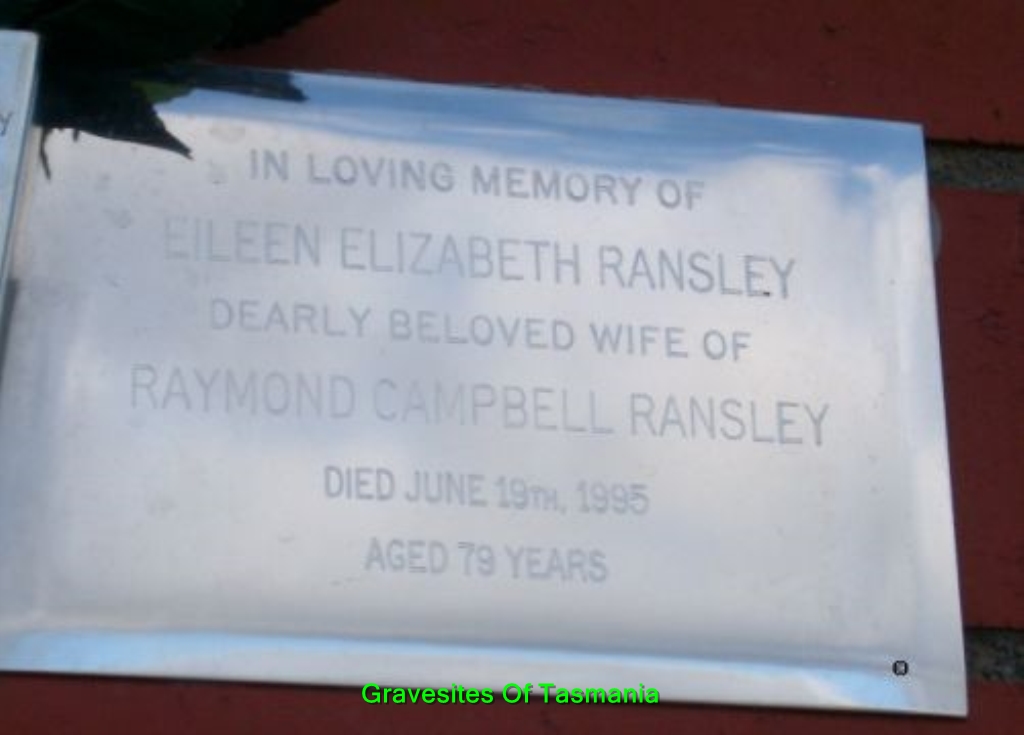 IN LOVING MEMORY OF
EILEEN ELIZABETH RANSLEY
DEARLY BELOVED WIFE OF
RAYMOND CAMPBELL RANSLEY
DIED JUNE 19TH, 1995
AGED 79 YEARS
Gravesites Of Tasmania